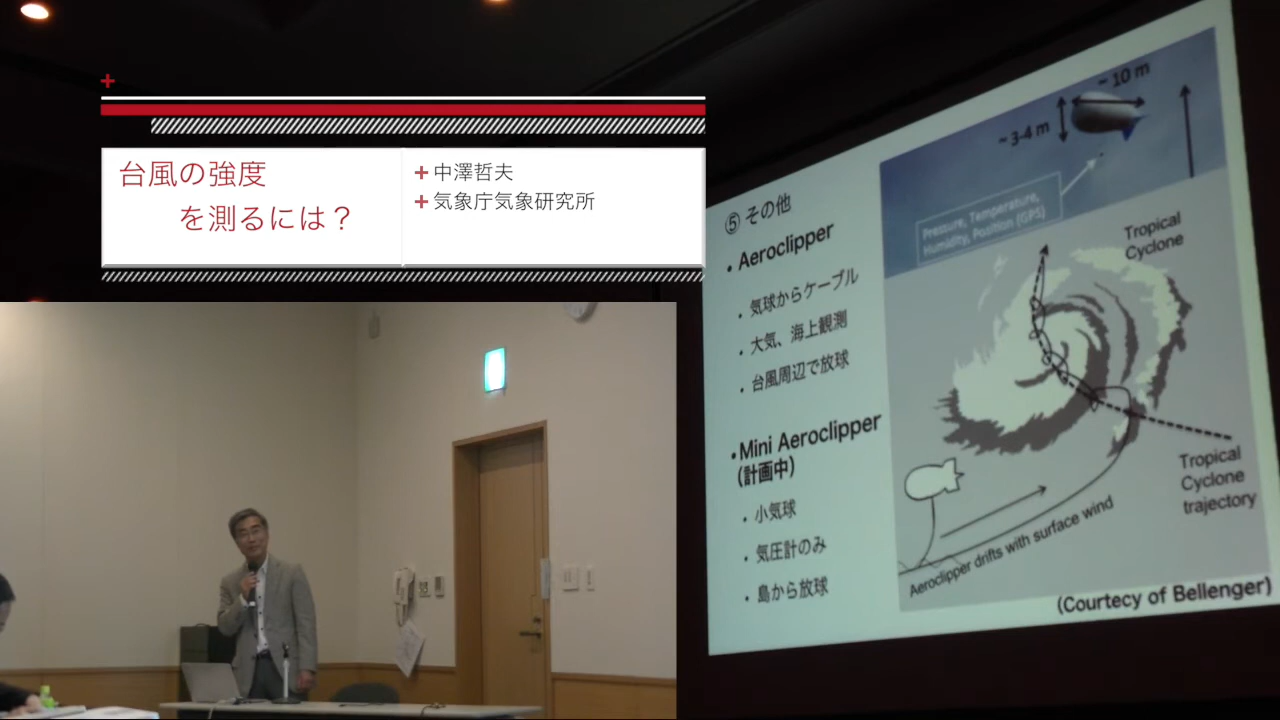 台風の強度
を測るには？
+ 中澤哲夫
+ 気象庁気象研究所
⑤ その他
• Aeroclipper
• 気球からケーブル
• 大気、海上観測
• 台風周辺で放球
• Mini Aeroclipper
(計画中)
• 小気球
• 気圧計のみ
• 島から放球
~ 10 m
~ 3-4 m
Pressure, Temperature,
Humidity, Position (GPS)
Tropical
Cyclone
Tropical
Cyclone
trajectory
Aeroclipper drifts with surface wind
(Courtecy of Bellenger)